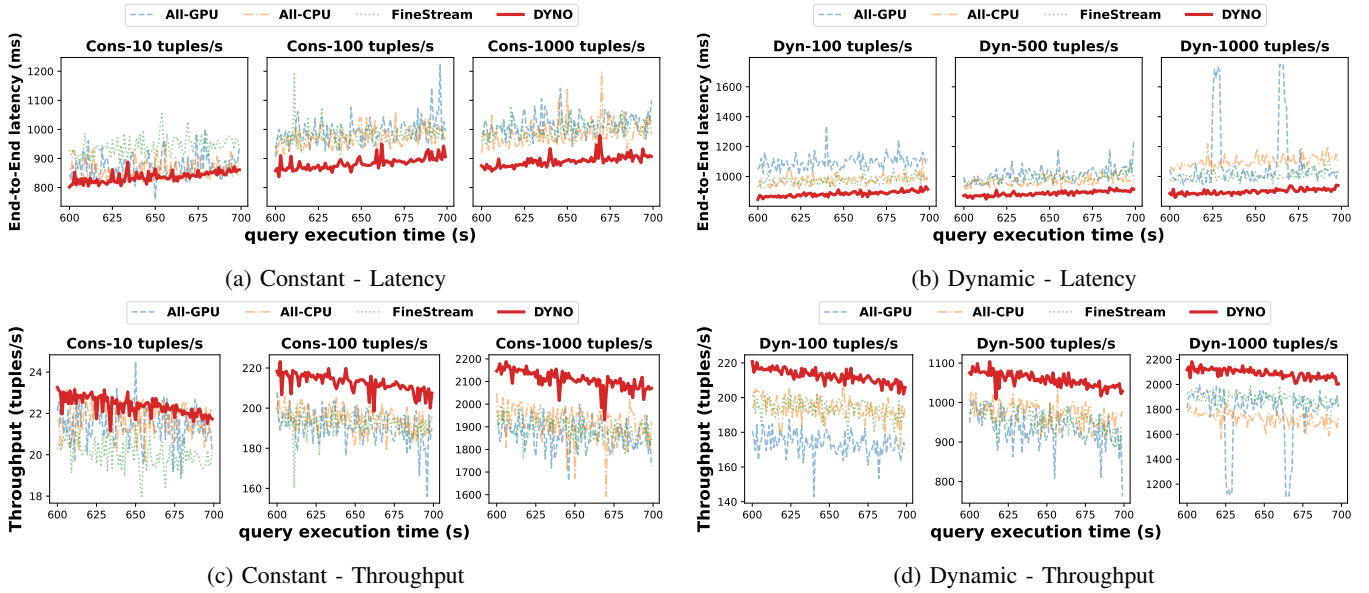 All-GPU All-CPU FineStream DYNO
Cons-10 tuples/s Cons-100 tuples/s Cons-1000 tuples/s
End-to-End latency (ms)
1200
1100
1000
900
800
600 625 650 675 700 600 625 650 675 700 600 625 650 675 700
query execution time (s)
(a) Constant - Latency
All-GPU All-CPU FineStream DYNO
Dyn-100 tuples/s Dyn-500 tuples/s Dyn-1000 tuples/s
End-to-End latency (ms)
1600
1400
1200
1000
600 625 650 675 700 600 625 650 675 700 600 625 650 675 700
query execution time (s)
(b) Dynamic - Latency
All-GPU All-CPU FineStream DYNO
Cons-10 tuples/s Cons-100 tuples/s Cons-1000 tuples/s
Throughput (tuples/s)
24
22
20
18
220
200
180
160
2200
2100
2000
1900
1800
1700
1600
600 625 650 675 700 600 625 650 675 700 600 625 650 675 700
query execution time (s)
(c) Constant - Throughput
All-GPU All-CPU FineStream DYNO
Dyn-100 tuples/s Dyn-500 tuples/s Dyn-1000 tuples/s
Throughput (tuples/s)
220
200
180
160
140
1100
1000
900
800
2200
2000
1800
1600
1400
1200
600 625 650 675 700 600 625 650 675 700 600 625 650 675 700
query execution time (s)
(d) Dynamic - Throughput